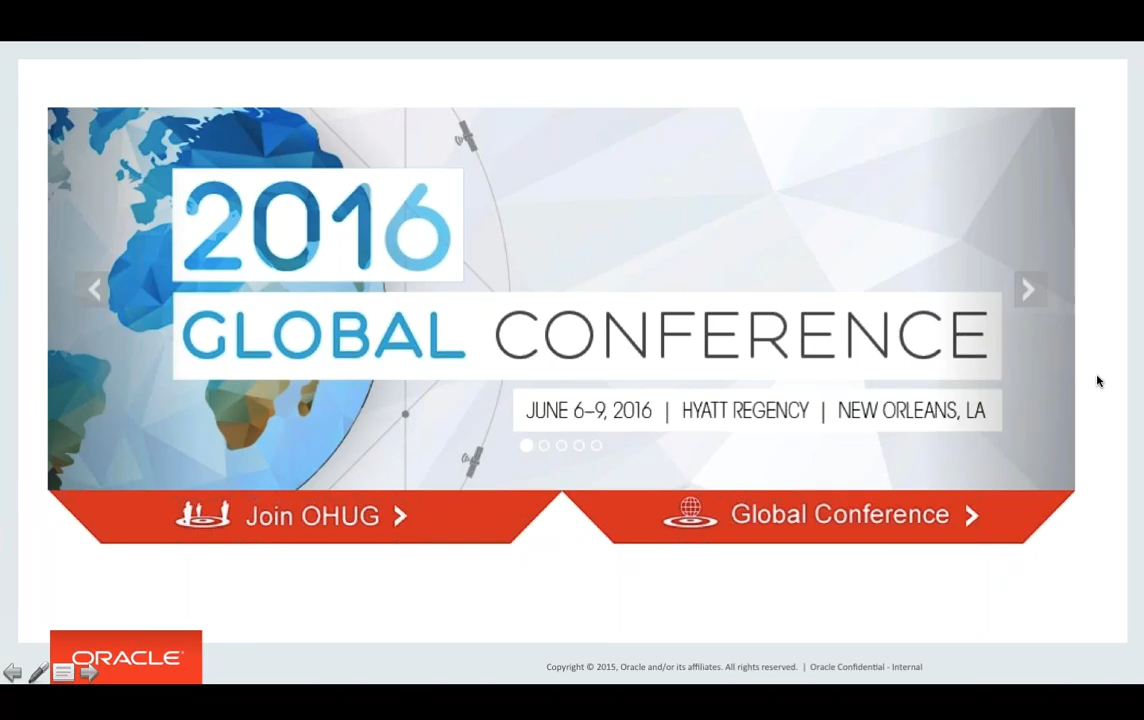 2016
GLOBAL CONFERENCE
JUNE 6–9, 2016 | HYATT REGENCY | NEW ORLEANS, LA
Join OHUG
Global Conference
ORACLE®
Copyright © 2015, Oracle and/or its affiliates. All rights reserved. | Oracle Confidential - Internal